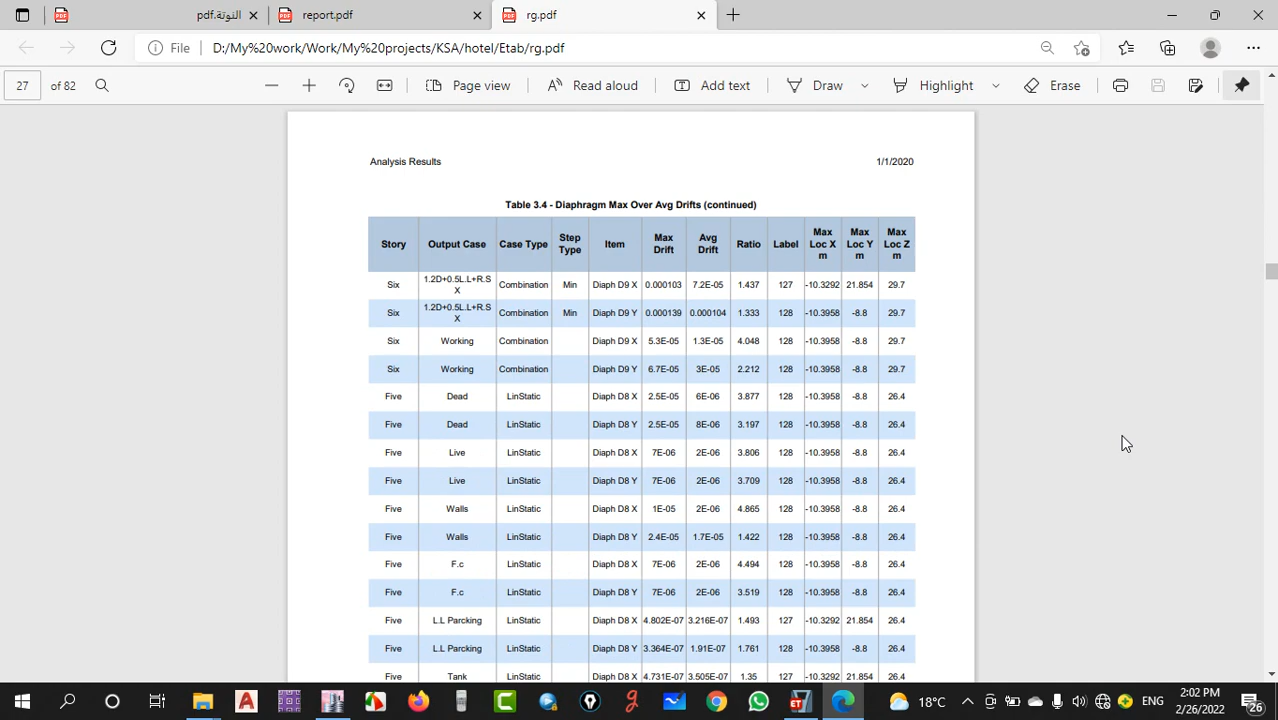 النوتة.pdf
report.pdf
rg.pdf
File D:/My%20work/Work/My%20projects/KSA/hotel/Etab/rg.pdf
27 of 82 Page view Read aloud Add text Draw Highlight Erase
Analysis Results 1/1/2020
Table 3.4 - Diaphragm Max Over Avg Drifts (continued)
Story Output Case Case Type Step Type Item Max Drift Avg Drift Ratio Label Max Loc X m Max Loc Y m Max Loc Z m
Six 1.2D+0.5L.L+R.S X Combination Min Diaph D9 X 0.000103 7.2E-05 1.437 127 -10.3292 21.854 29.7
Six 1.2D+0.5L.L+R.S X Combination Min Diaph D9 Y 0.000139 0.000104 1.333 128 -10.3958 -8.8 29.7
Six Working Combination Diaph D9 X 5.3E-05 1.3E-05 4.048 128 -10.3958 -8.8 29.7
Six Working Combination Diaph D9 Y 6.7E-05 3E-05 2.212 128 -10.3958 -8.8 29.7
Five Dead LinStatic Diaph D8 X 2.5E-05 6E-06 3.877 128 -10.3958 -8.8 26.4
Five Dead LinStatic Diaph D8 Y 2.5E-05 8E-06 3.197 128 -10.3958 -8.8 26.4
Five Live LinStatic Diaph D8 X 7E-06 2E-06 3.806 128 -10.3958 -8.8 26.4
Five Live LinStatic Diaph D8 Y 7E-06 2E-06 3.709 128 -10.3958 -8.8 26.4
Five Walls LinStatic Diaph D8 X 1E-05 2E-06 4.865 128 -10.3958 -8.8 26.4
Five Walls LinStatic Diaph D8 Y 2.4E-05 1.7E-05 1.422 128 -10.3958 -8.8 26.4
Five F.c LinStatic Diaph D8 X 7E-06 2E-06 4.494 128 -10.3958 -8.8 26.4
Five F.c LinStatic Diaph D8 Y 7E-06 2E-06 3.519 128 -10.3958 -8.8 26.4
Five L.L Parcking LinStatic Diaph D8 X 4.802E-07 3.216E-07 1.493 127 -10.3292 21.854 26.4
Five L.L Parcking LinStatic Diaph D8 Y 3.364E-07 1.91E-07 1.761 128 -10.3958 -8.8 26.4
Five Tank LinStatic Diaph D8 X 4.731E-07 3.505E-07 1.35 127 -10.3292 21.854 26.4
18°C ENG 2:02 PM
2/26/2022 26